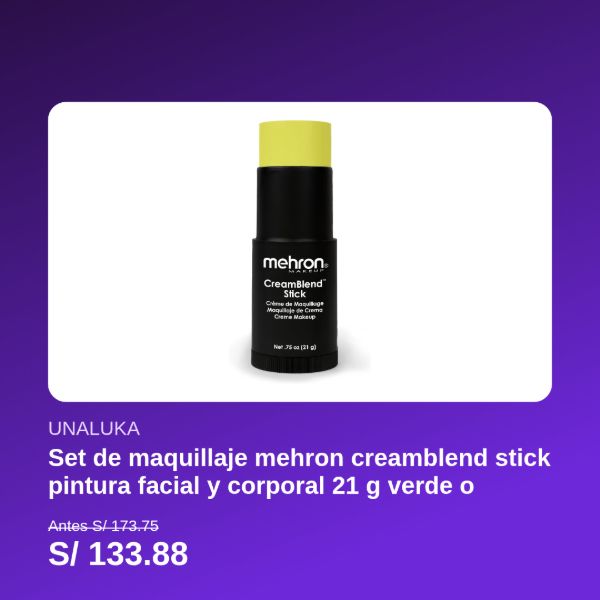 mehron®
MAKEUP
CreamBlend™
Stick
Crème de Maquillage
Maquillaje de Crema
Creme Makeup
Net .75 oz (21 g)
UNALUKA
Set de maquillaje mehron creamblend stick
pintura facial y corporal 21 g verde o
Antes S/ 173.75
S/ 133.88